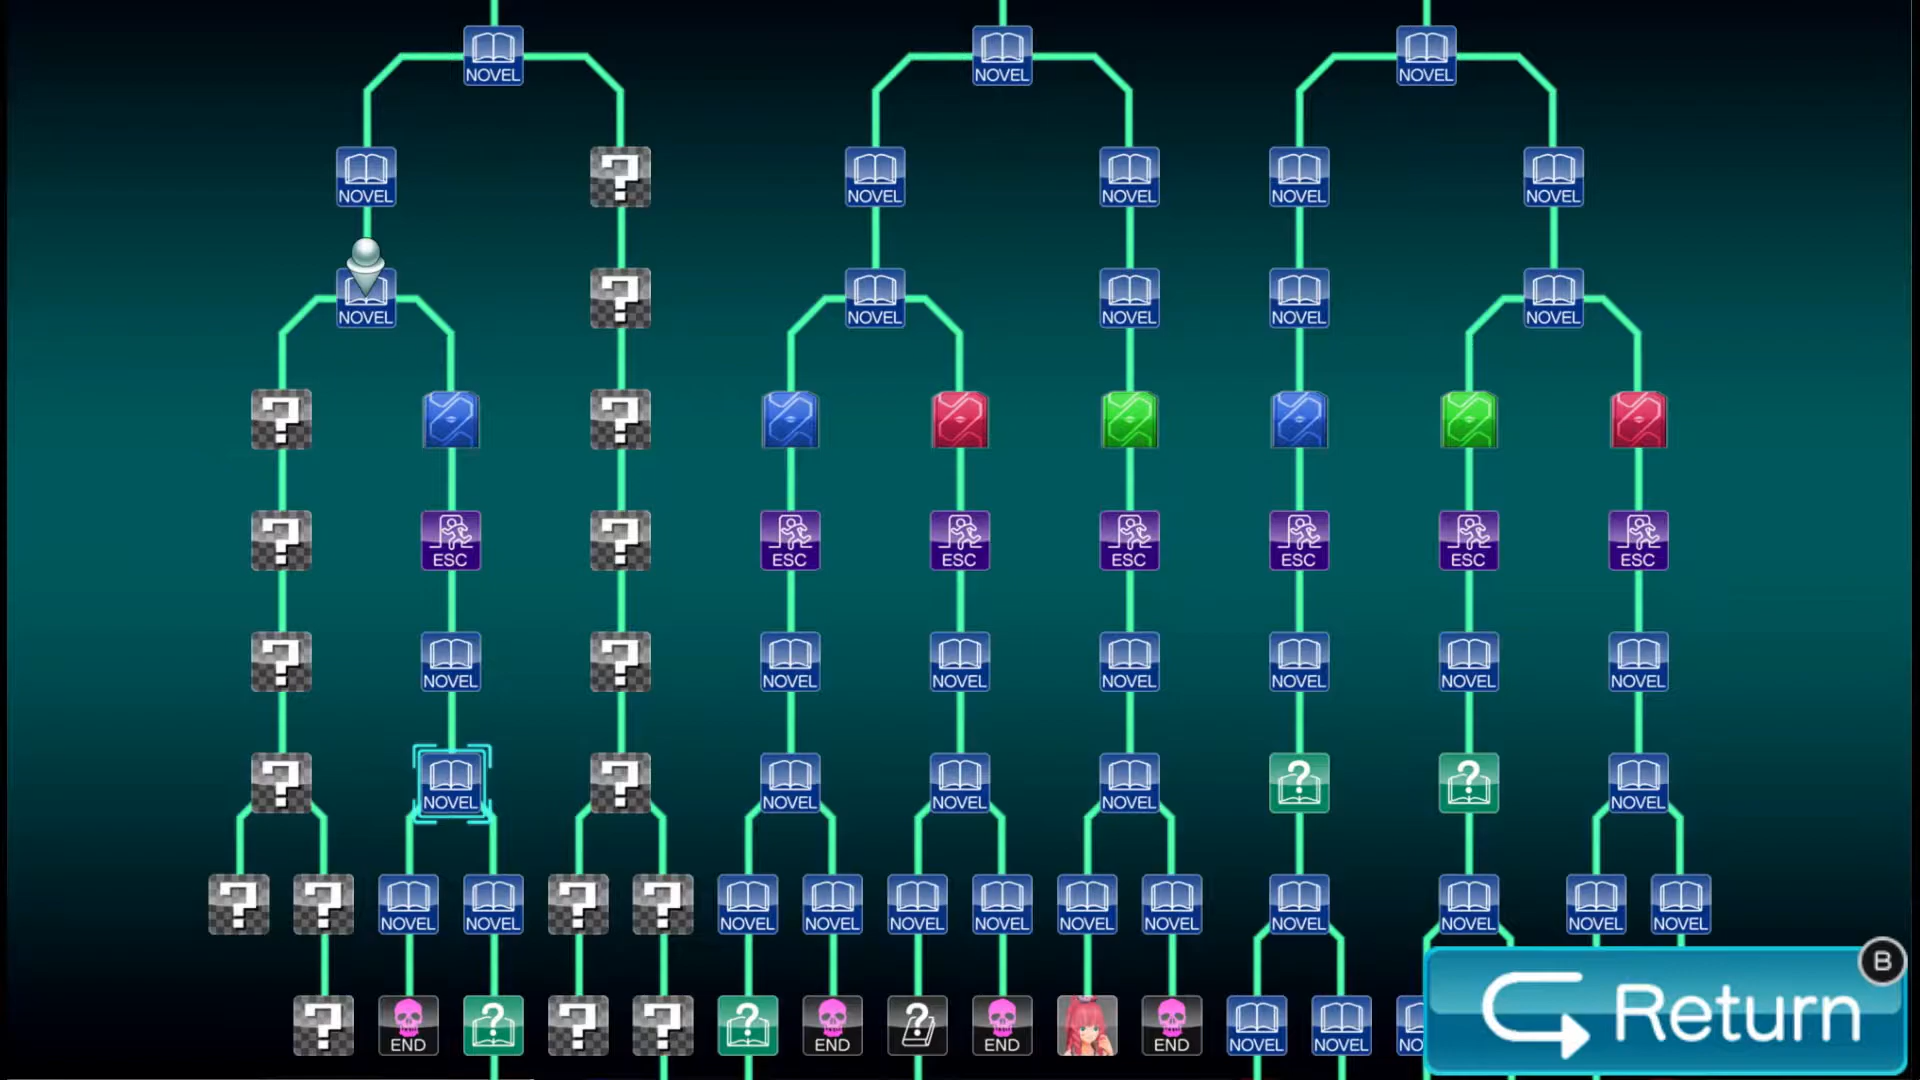 NOVEL NOVEL NOVEL
NOVEL ? NOVEL NOVEL NOVEL NOVEL
NOVEL ? NOVEL NOVEL NOVEL NOVEL
? ?
? ESC ? ESC ESC ESC ESC ESC ESC
? NOVEL ? NOVEL NOVEL NOVEL NOVEL NOVEL NOVEL
? NOVEL ? NOVEL NOVEL NOVEL ? ? NOVEL
? ? NOVEL NOVEL ? ? NOVEL NOVEL NOVEL NOVEL NOVEL NOVEL NOVEL NOVEL NOVEL NOVEL
B
? END ? ? ? ? END ? END END NOVEL NOVEL NO
Return